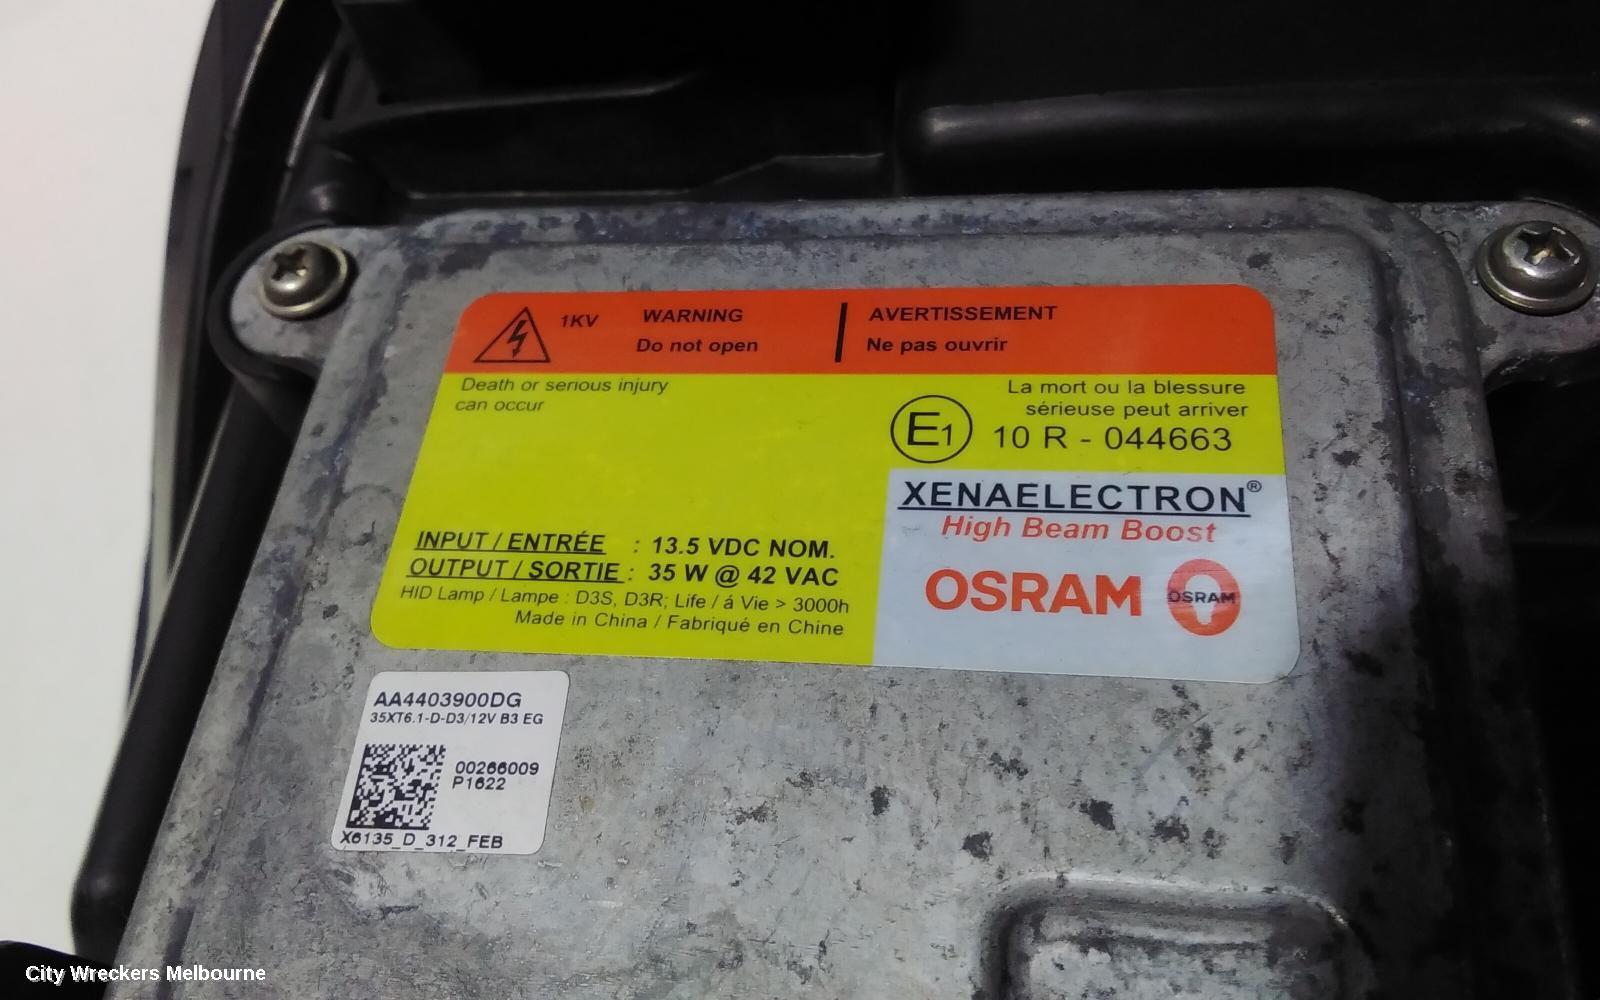 1KV WARNING AVERTISSEMENT
Do not open Ne pas ouvrir
Death or serious injury
can occur
La mort ou la blessure
sérieuse peut arriver
E1 10 R - 044663
XENAELECTRON®
High Beam Boost
OSRAM OSRAM
INPUT / ENTRÉE : 13.5 VDC NOM.
OUTPUT / SORTIE : 35 W @ 42 VAC
HID Lamp / Lampe : D3S, D3R; Life / á Vie > 3000h
Made in China / Fabriqué en Chine
AA4403900DG
35XT6.1-D-D3/12V B3 EG
00266009
P1622
X6135_D_312_FEB
City Wreckers Melbourne